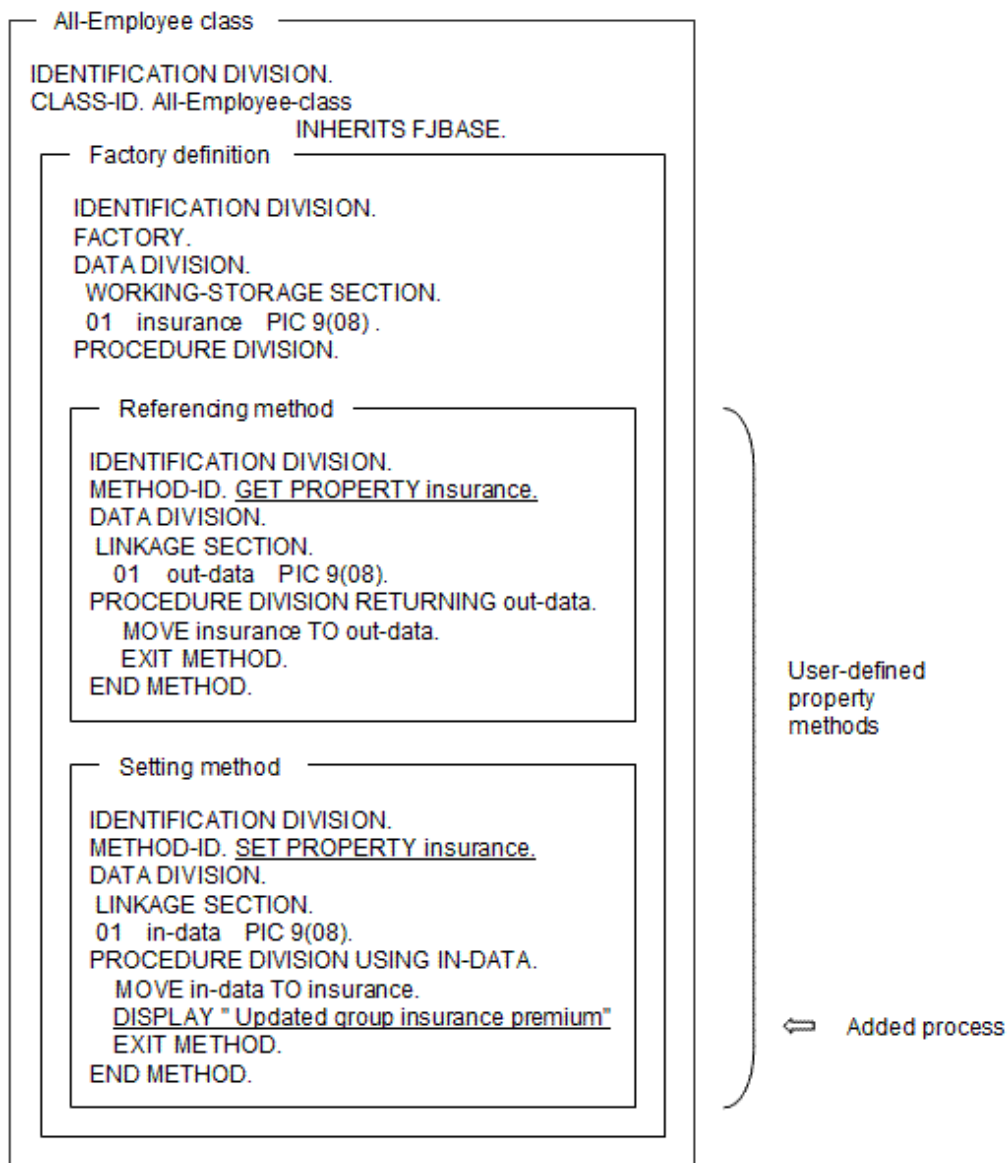 All-Employee class
IDENTIFICATION DIVISION.
CLASS-ID. All-Employee-class
INHERITS FJBASE.
Factory definition
IDENTIFICATION DIVISION.
FACTORY.
DATA DIVISION.
WORKING-STORAGE SECTION.
01 insurance PIC 9(08) .
PROCEDURE DIVISION.
Referencing method
IDENTIFICATION DIVISION.
METHOD-ID. GET PROPERTY insurance.
DATA DIVISION.
LINKAGE SECTION.
01 out-data PIC 9(08).
PROCEDURE DIVISION RETURNING out-data.
MOVE insurance TO out-data.
EXIT METHOD.
END METHOD.
Setting method
IDENTIFICATION DIVISION.
METHOD-ID. SET PROPERTY insurance.
DATA DIVISION.
LINKAGE SECTION.
01 in-data PIC 9(08).
PROCEDURE DIVISION USING IN-DATA.
MOVE in-data TO insurance.
DISPLAY " Updated group insurance premium"
EXIT METHOD.
END METHOD.
User-defined
property
methods
⇦ Added process